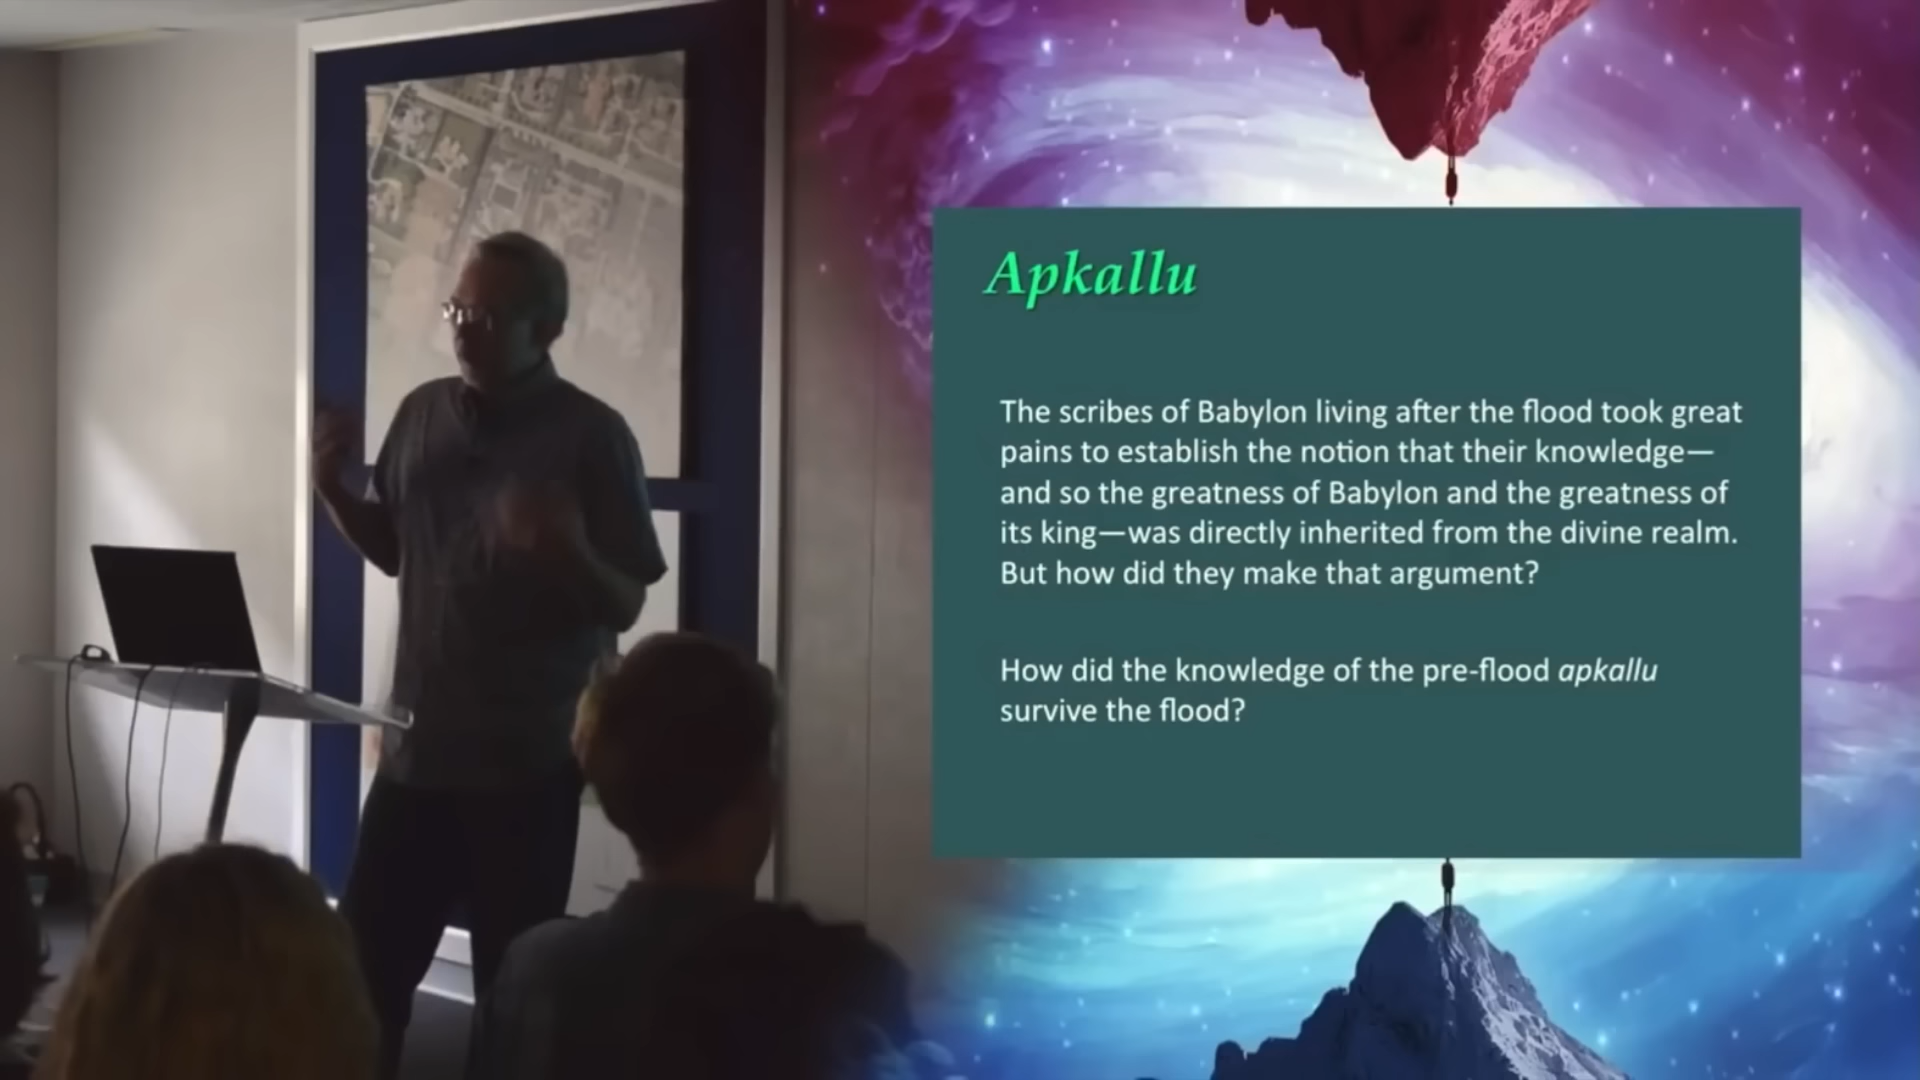 Apkallu
The scribes of Babylon living after the flood took great
pains to establish the notion that their knowledge—
and so the greatness of Babylon and the greatness of
its king—was directly inherited from the divine realm.
But how did they make that argument?
How did the knowledge of the pre-flood apkallu
survive the flood?